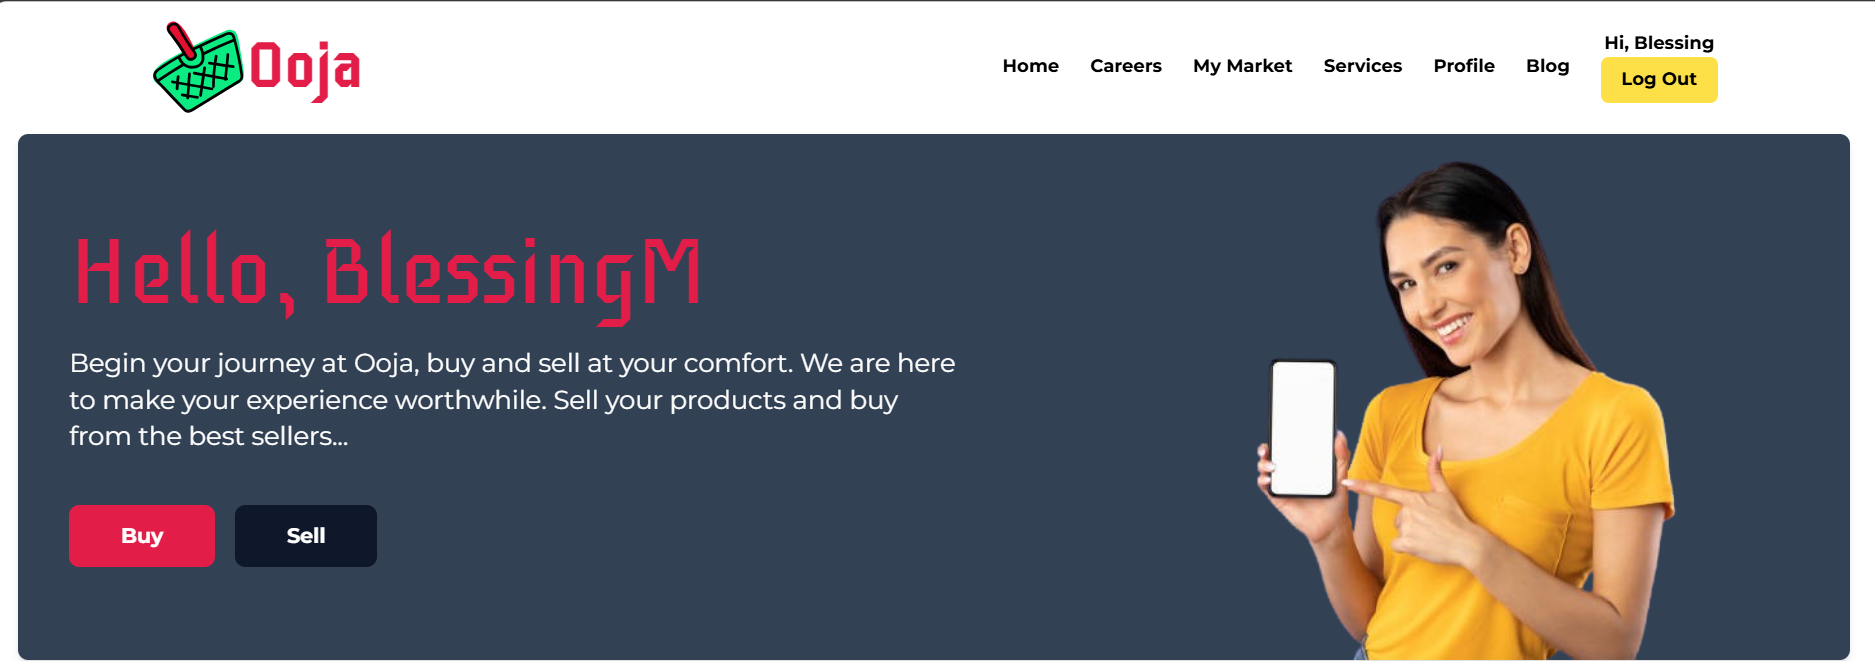 Ooja
Home Careers My Market Services Profile Blog
Hi, Blessing
Log Out
Hello, BlessingM
Begin your journey at Ooja, buy and sell at your comfort. We are here
to make your experience worthwhile. Sell your products and buy
from the best sellers...
Buy Sell